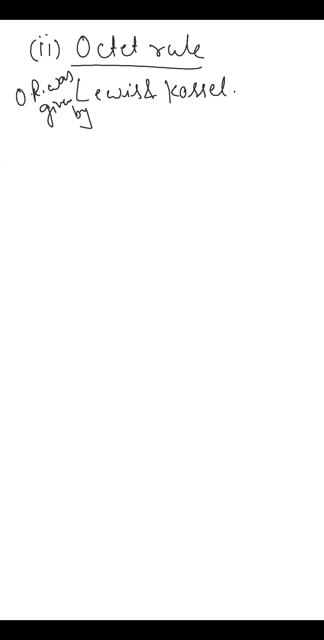 (ii) Octet rule
O.R. was given by Lewis & Kossel.